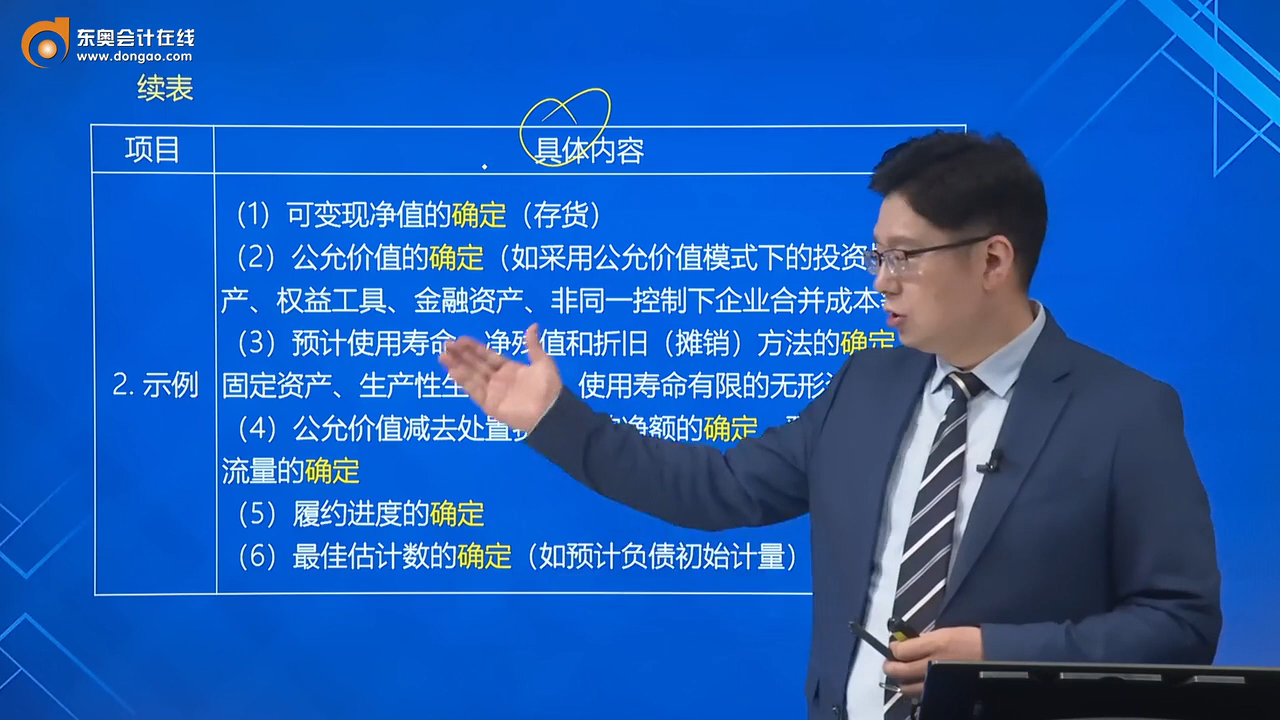 东奥会计在线
www.dongao.com
续表
项目
具体内容
2. 示例
（1）可变现净值的确定（存货）
（2）公允价值的确定（如采用公允价值模式下的投资
产、权益工具、金融资产、非同一控制下企业合并成本
（3）预计使用寿命、净残值和折旧（摊销）方法的确定
固定资产、生产性生 使用寿命有限的无形
（4）公允价值减去处置 净额的确定
流量的确定
（5）履约进度的确定
（6）最佳估计数的确定（如预计负债初始计量）